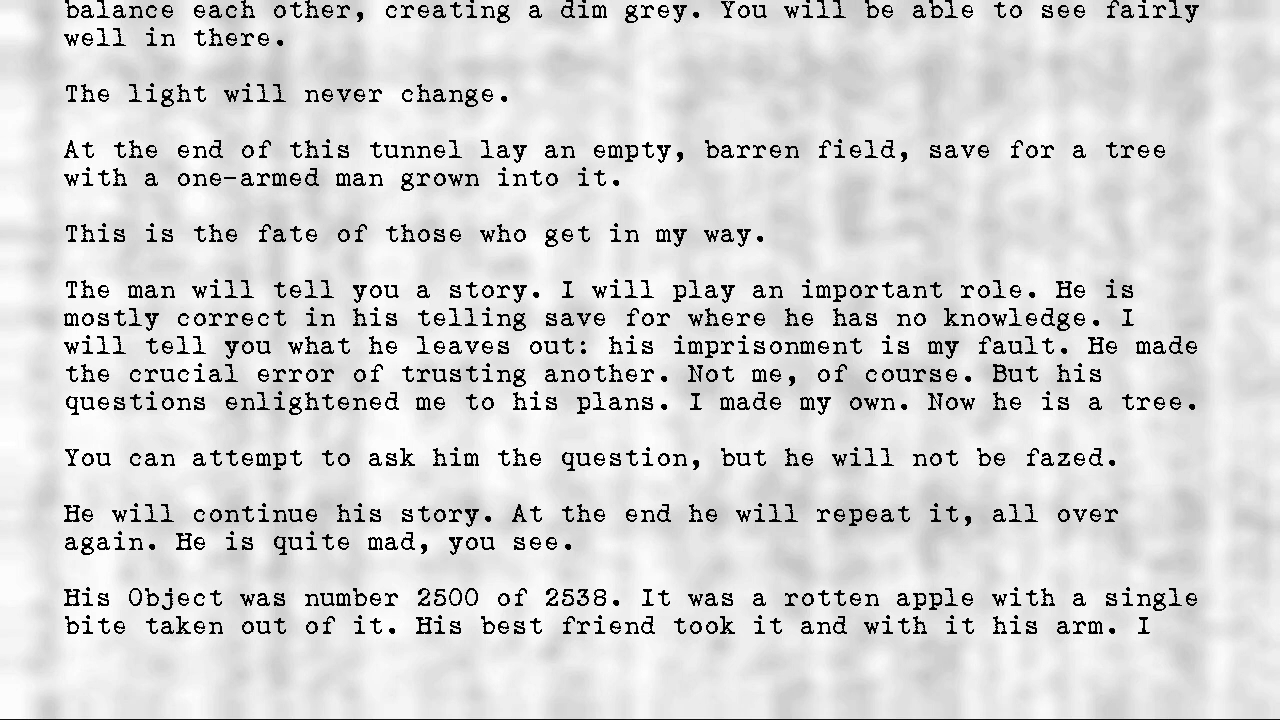 balance each other, creating a dim grey. You will be able to see fairly
well in there.
The light will never change.
At the end of this tunnel lay an empty, barren field, save for a tree
with a one-armed man grown into it.
This is the fate of those who get in my way.
The man will tell you a story. I will play an important role. He is
mostly correct in his telling save for where he has no knowledge. I
will tell you what he leaves out: his imprisonment is my fault. He made
the crucial error of trusting another. Not me, of course. But his
questions enlightened me to his plans. I made my own. Now he is a tree.
You can attempt to ask him the question, but he will not be fazed.
He will continue his story. At the end he will repeat it, all over
again. He is quite mad, you see.
His Object was number 2500 of 2538. It was a rotten apple with a single
bite taken out of it. His best friend took it and with it his arm. I